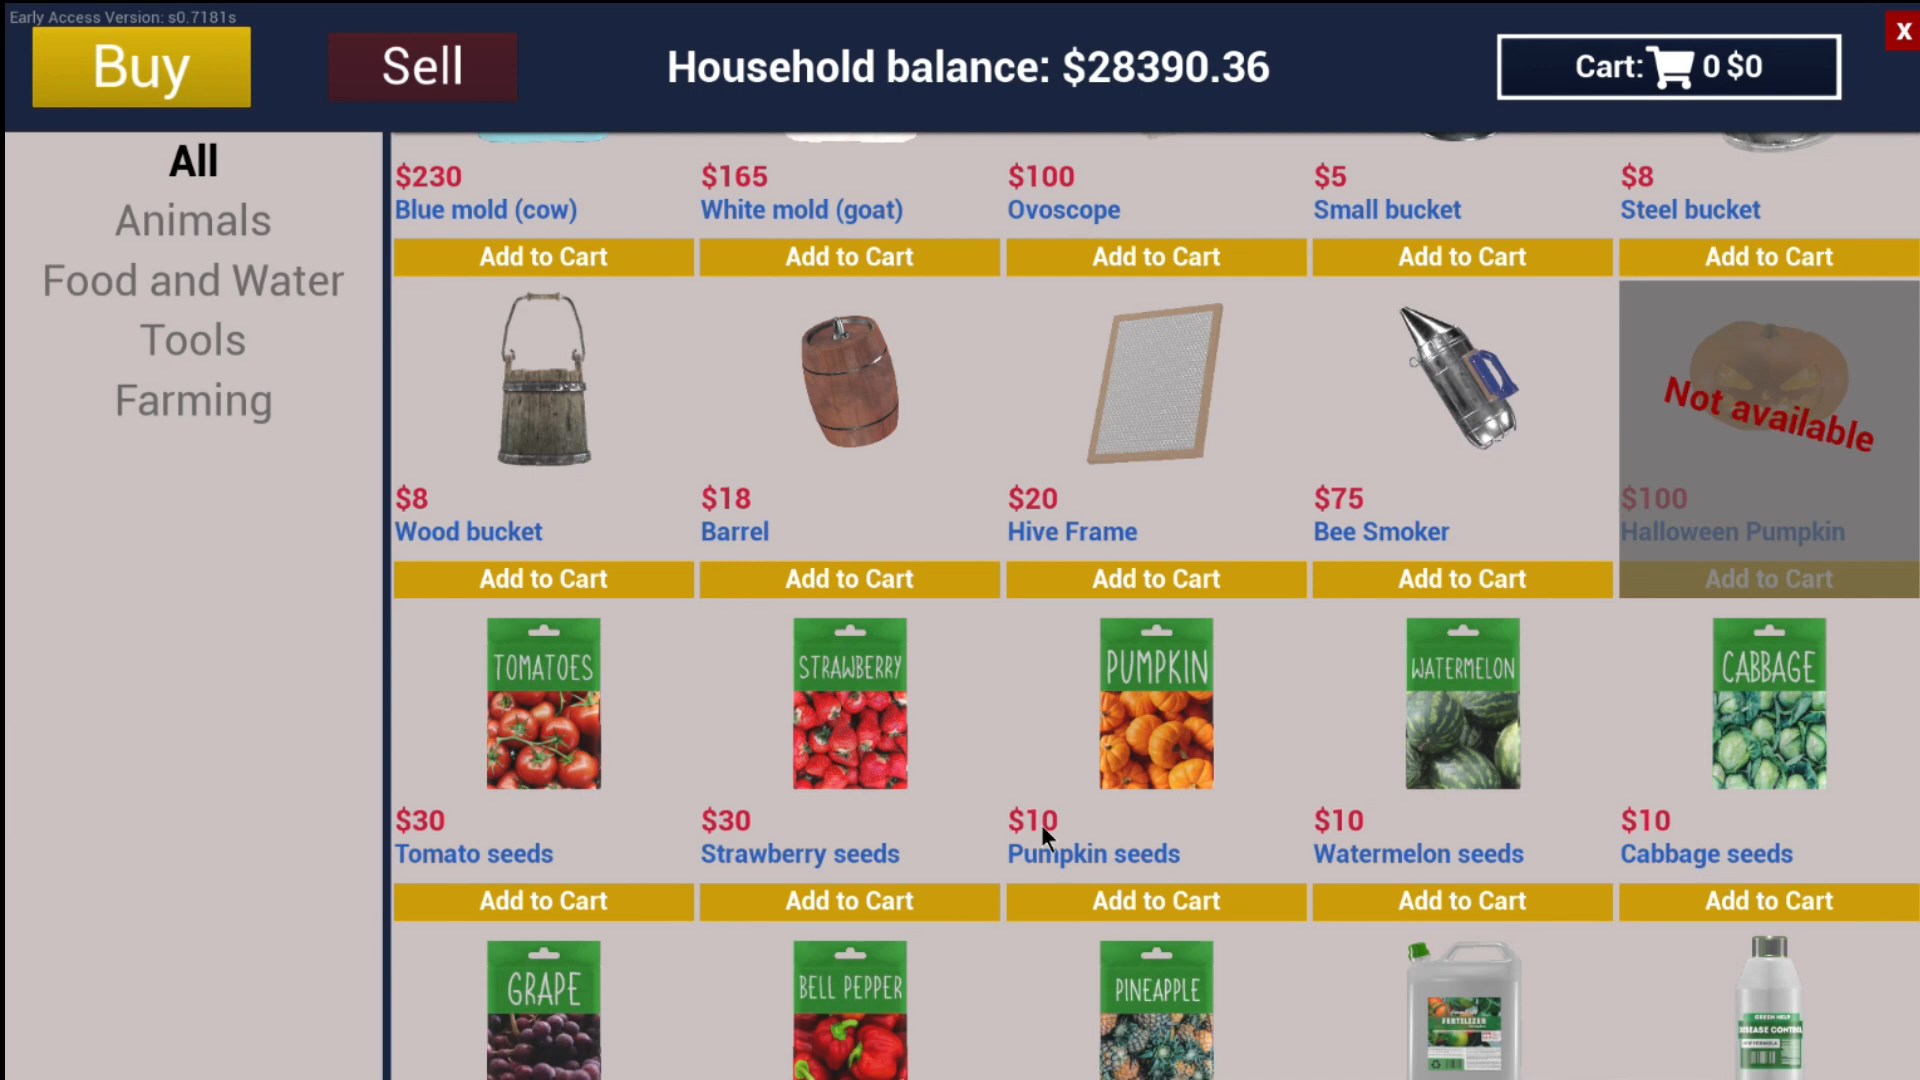 Early Access Version: s0.7181s
Buy
Sell
Household balance: $28390.36
Cart: 0 $0
X
All
Animals
Food and Water
Tools
Farming
$230
Blue mold (cow)
Add to Cart
$165
White mold (goat)
Add to Cart
$100
Ovoscope
Add to Cart
$5
Small bucket
Add to Cart
$8
Steel bucket
Add to Cart
$8
Wood bucket
Add to Cart
$18
Barrel
Add to Cart
$20
Hive Frame
Add to Cart
$75
Bee Smoker
Add to Cart
Not available
$100
Halloween Pumpkin
Add to Cart
TOMATOES
$30
Tomato seeds
Add to Cart
STRAWBERRY
$30
Strawberry seeds
Add to Cart
PUMPKIN
$10
Pumpkin seeds
Add to Cart
WATERMELON
$10
Watermelon seeds
Add to Cart
CABBAGE
$10
Cabbage seeds
Add to Cart
GRAPE
BELL PEPPER
PINEAPPLE
FERTILIZER
GREEN HELP